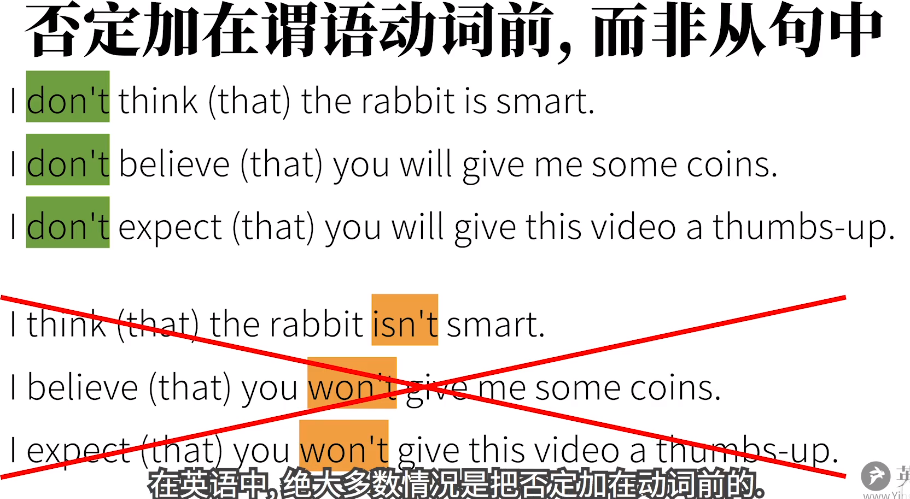 否定加在谓语动词前，而非从句中
I don't think (that) the rabbit is smart.
I don't believe (that) you will give me some coins.
I don't expect (that) you will give this video a thumbs-up.
I think (that) the rabbit isn't smart.
I believe (that) you won't give me some coins.
I expect (that) you won't give this video a thumbs-up.
在英语中, 绝大多数情况是把否定加在动词前的.
英